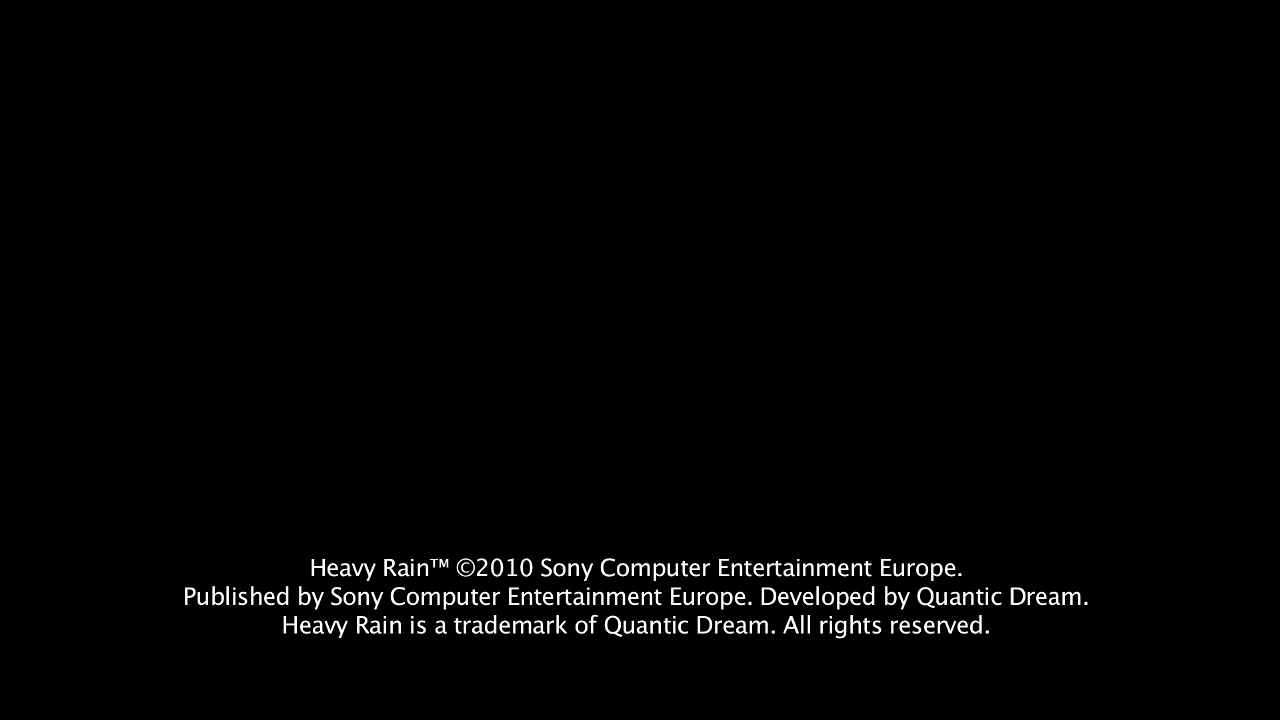 Heavy Rain™ ©2010 Sony Computer Entertainment Europe.
Published by Sony Computer Entertainment Europe. Developed by Quantic Dream.
Heavy Rain is a trademark of Quantic Dream. All rights reserved.